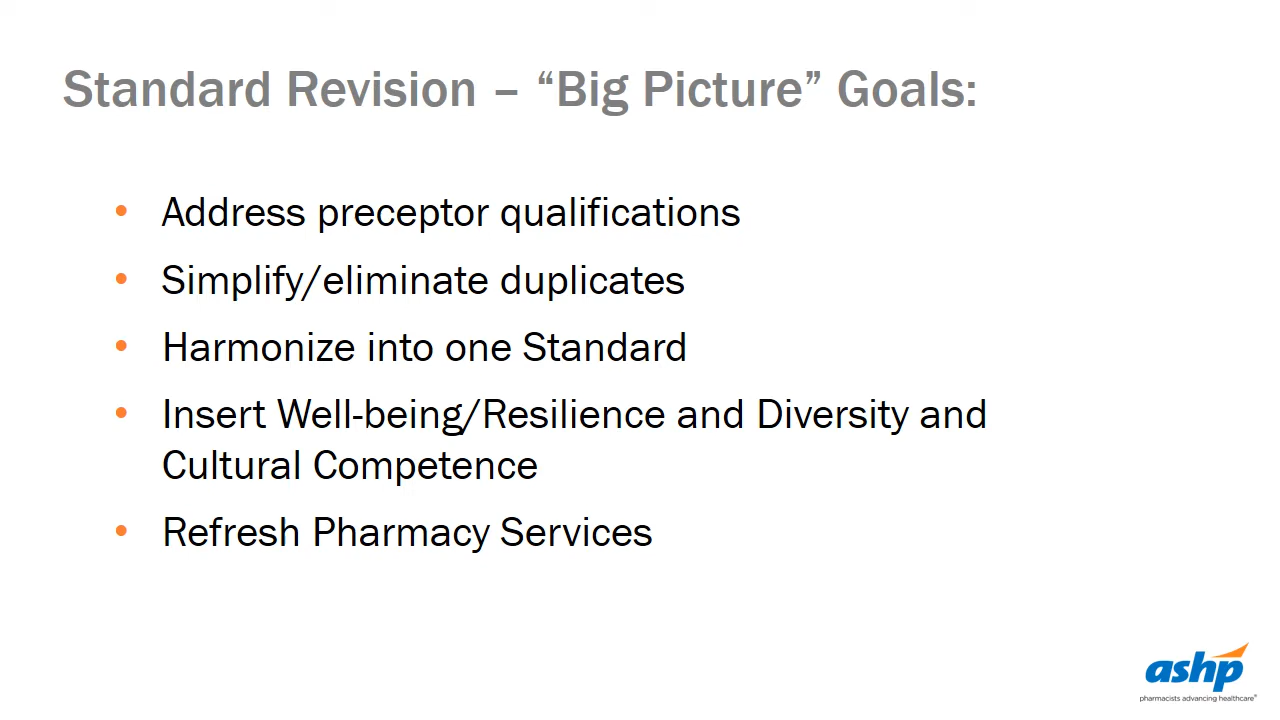 Standard Revision – “Big Picture” Goals:
• Address preceptor qualifications
• Simplify/eliminate duplicates
• Harmonize into one Standard
• Insert Well-being/Resilience and Diversity and
Cultural Competence
• Refresh Pharmacy Services
ashp
pharmacists advancing healthcare®